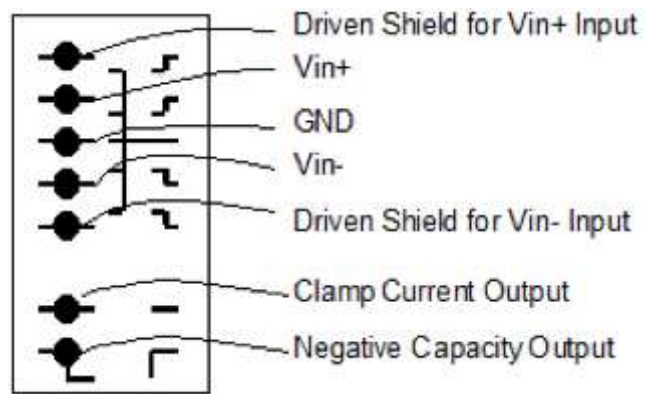 Driven Shield for Vin+ Input
Vin+
GND
Vin-
Driven Shield for Vin- Input
Clamp Current Output
Negative Capacity Output